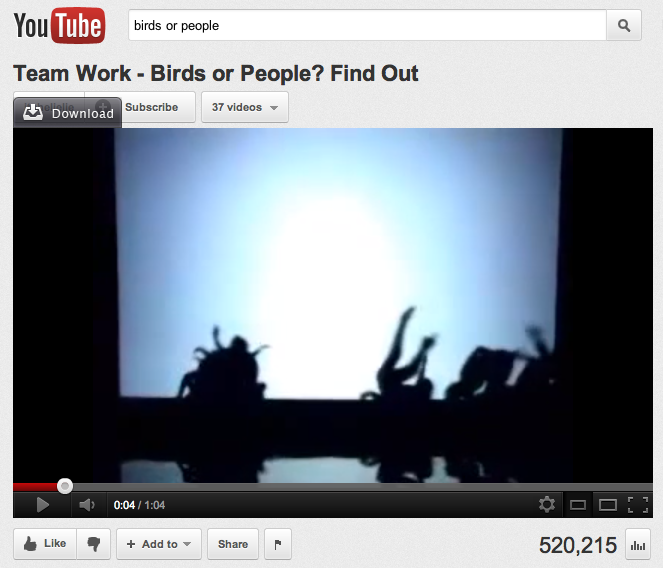 YouTube
birds or people
Team Work - Birds or People? Find Out
Subscribe
37 videos
Download
0:04 / 1:04
Like
+ Add to
Share
520,215